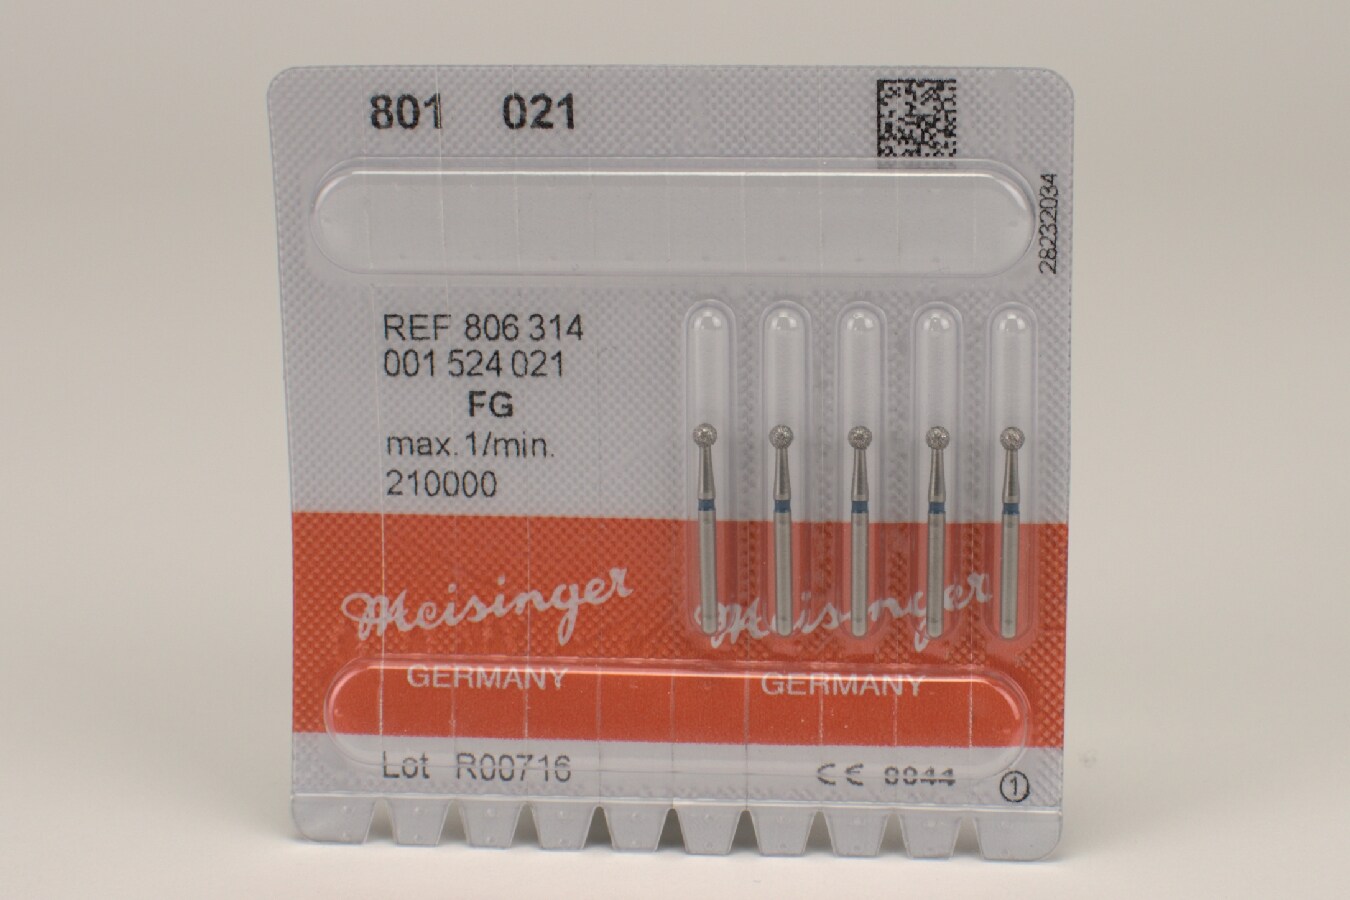 801 021
28232034
REF 806 314
001 524 021
FG
max. 1/min.
210000
Meisinger Meisinger
GERMANY GERMANY
Lot R00716
CE 0044
1